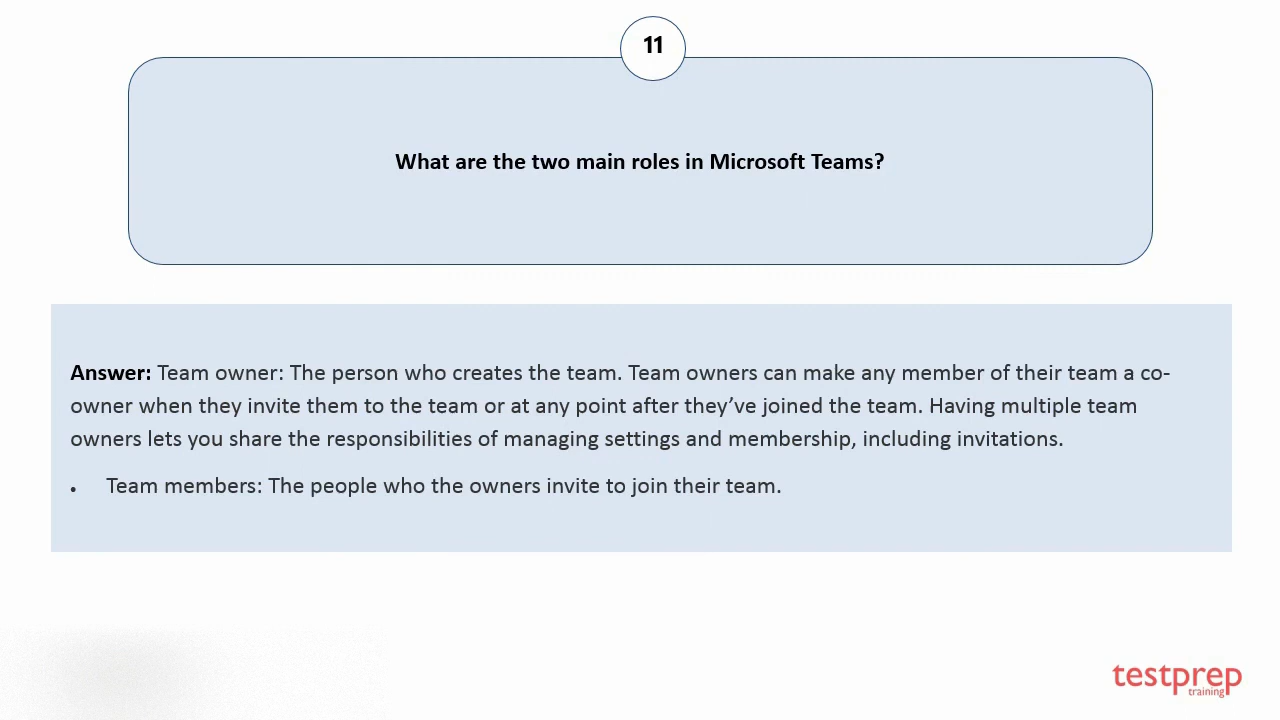 11
What are the two main roles in Microsoft Teams?
Answer: Team owner: The person who creates the team. Team owners can make any member of their team a co-
owner when they invite them to the team or at any point after they’ve joined the team. Having multiple team
owners lets you share the responsibilities of managing settings and membership, including invitations.
• Team members: The people who the owners invite to join their team.
testprep
training